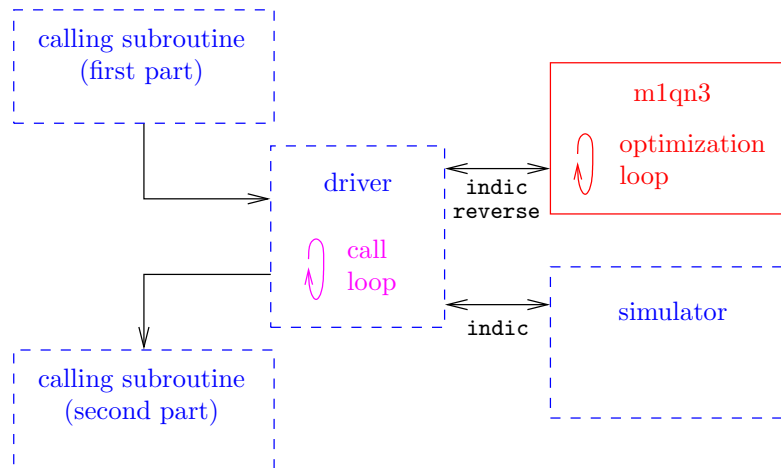 calling subroutine
(first part)
m1qn3
optimization
loop
driver
indic
reverse
call
loop
simulator
indic
calling subroutine
(second part)